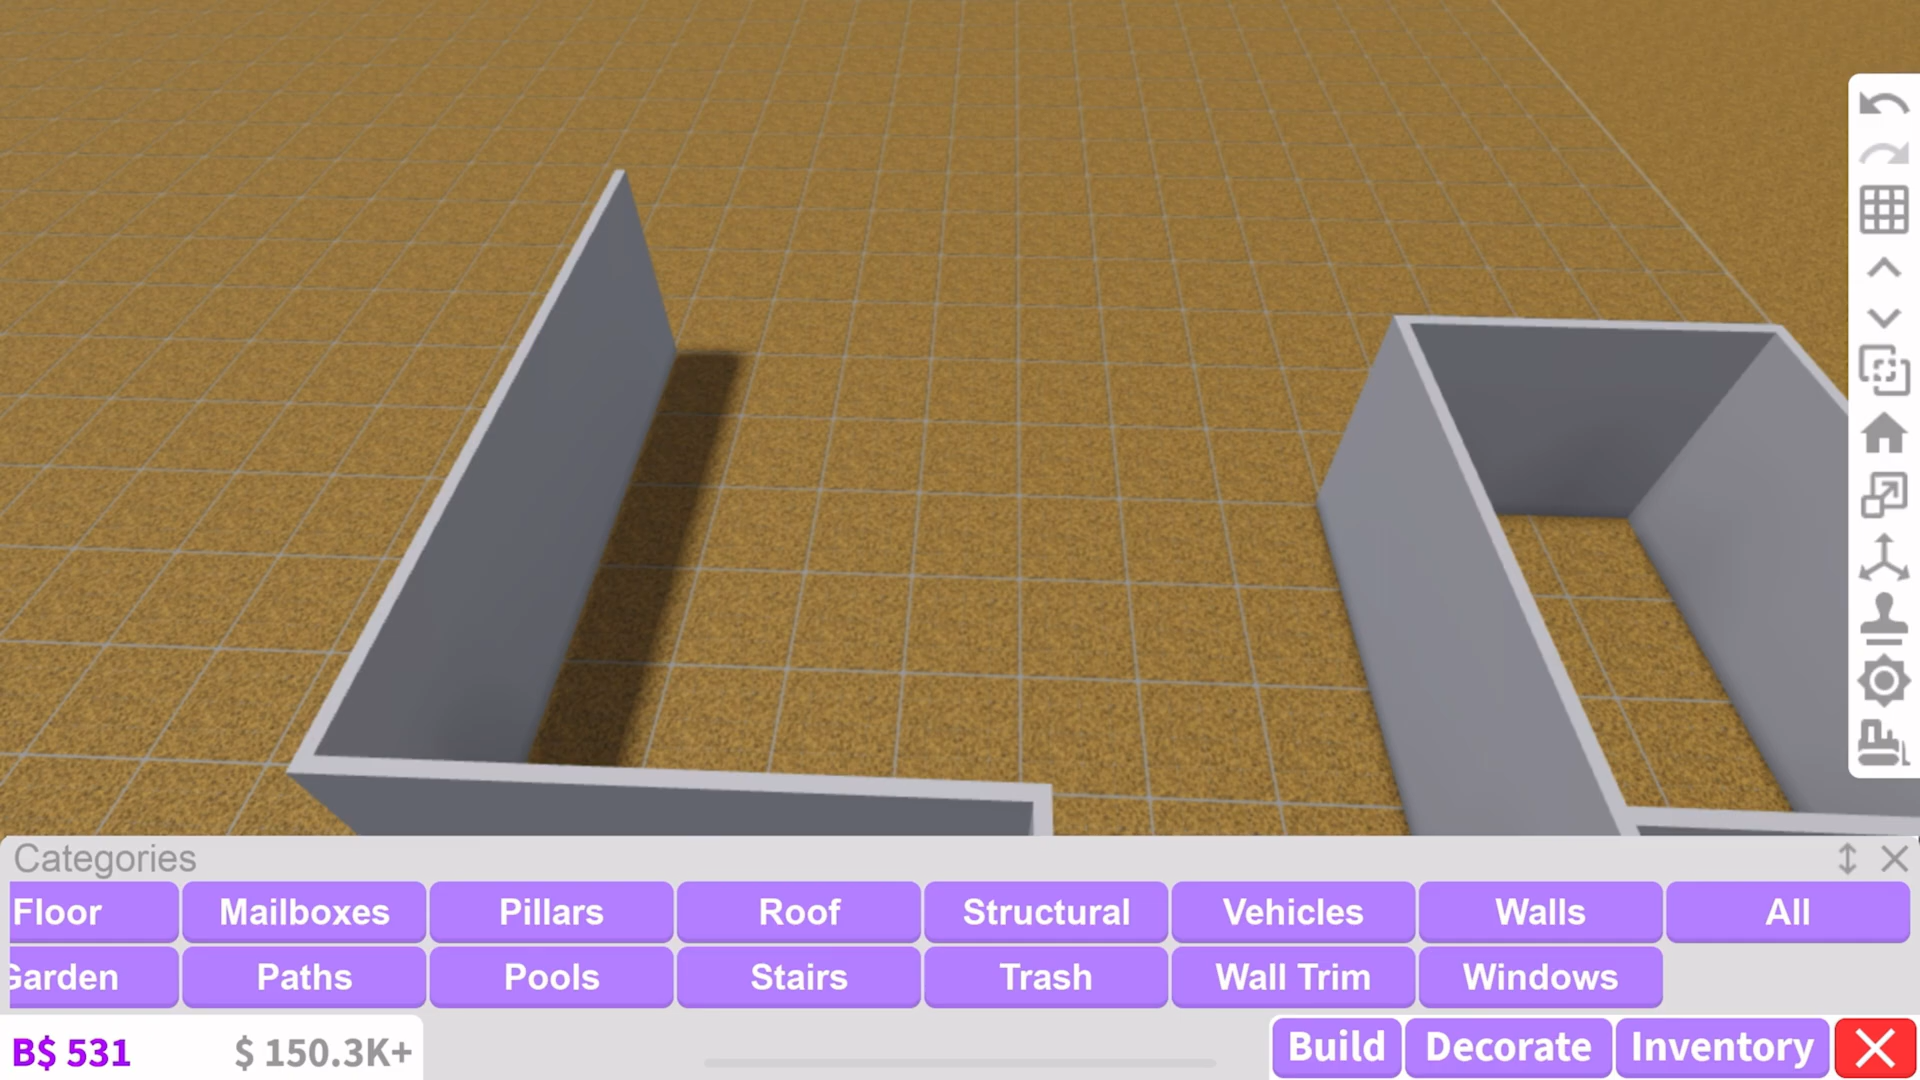 Categories
Floor Mailboxes Pillars Roof Structural Vehicles Walls All
Garden Paths Pools Stairs Trash Wall Trim Windows
B$ 531 $ 150.3K+ Build Decorate Inventory